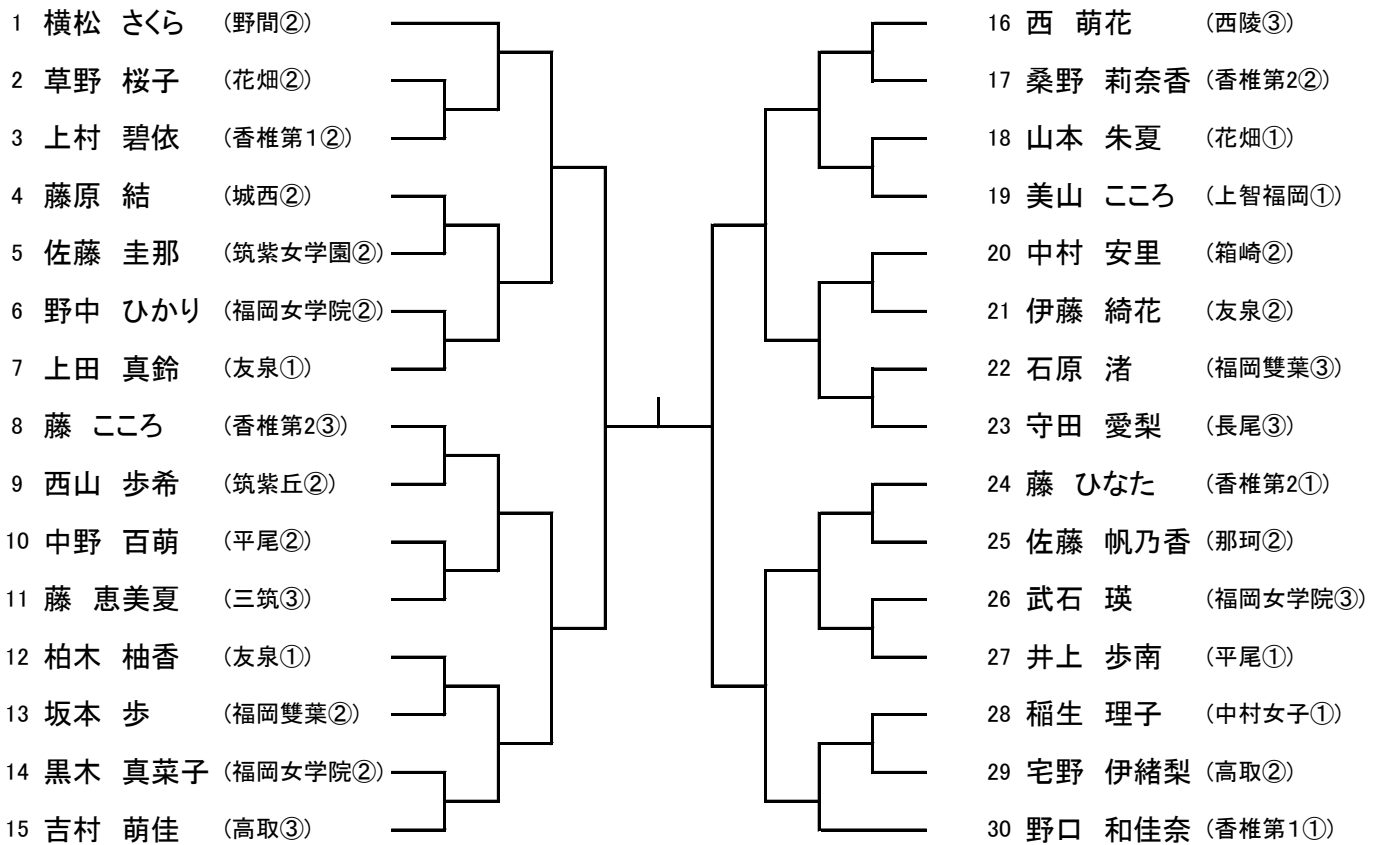 1 横松 さくら (野間②)
2 草野 桜子 (花畑②)
3 上村 碧依 (香椎第1②)
4 藤原 結 (城西②)
5 佐藤 圭那 (筑紫女学園②)
6 野中 ひかり (福岡女学院②)
7 上田 真鈴 (友泉①)
8 藤 こころ (香椎第2③)
9 西山 歩希 (筑紫丘②)
10 中野 百萌 (平尾②)
11 藤 恵美夏 (三筑③)
12 柏木 柚香 (友泉①)
13 坂本 歩 (福岡雙葉②)
14 黒木 真菜子 (福岡女学院②)
15 吉村 萌佳 (高取③)
16 西 萌花 (西陵③)
17 桑野 莉奈香 (香椎第2②)
18 山本 朱夏 (花畑①)
19 美山 こころ (上智福岡①)
20 中村 安里 (箱崎②)
21 伊藤 綺花 (友泉②)
22 石原 渚 (福岡雙葉③)
23 守田 愛梨 (長尾③)
24 藤 ひなた (香椎第2①)
25 佐藤 帆乃香 (那珂②)
26 武石 瑛 (福岡女学院③)
27 井上 歩南 (平尾①)
28 稲生 理子 (中村女子①)
29 宅野 伊緒梨 (高取②)
30 野口 和佳奈 (香椎第1①)